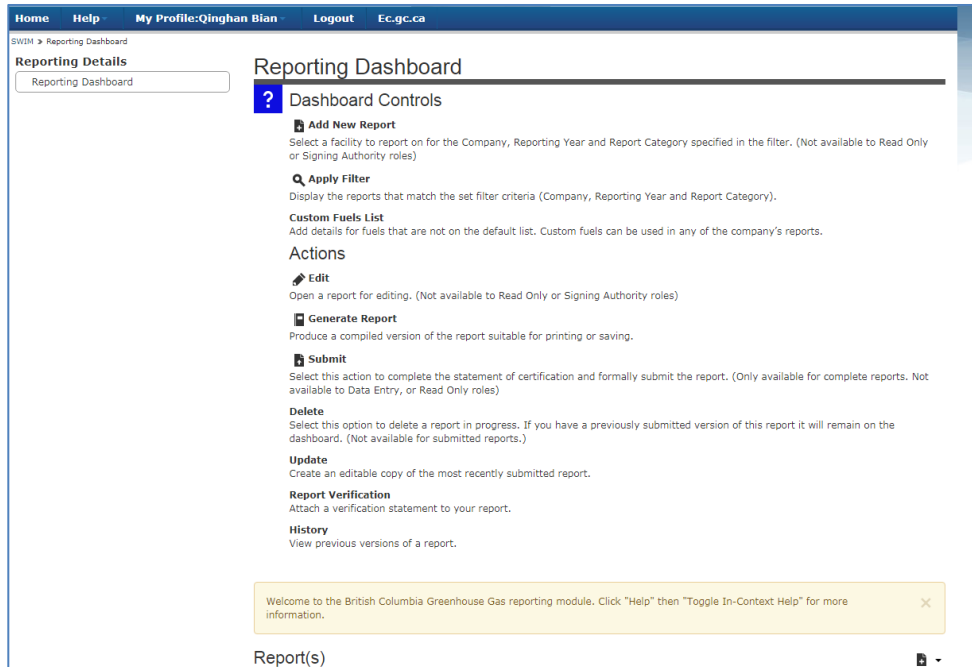 Home Help My Profile:Qinghan Bian Logout Ec.gc.ca
SWIM > Reporting Dashboard
Reporting Details
Reporting Dashboard
Reporting Dashboard
? Dashboard Controls
Add New Report
Select a facility to report on for the Company, Reporting Year and Report Category specified in the filter. (Not available to Read Only
or Signing Authority roles)
Apply Filter
Display the reports that match the set filter criteria (Company, Reporting Year and Report Category).
Custom Fuels List
Add details for fuels that are not on the default list. Custom fuels can be used in any of the company's reports.
Actions
Edit
Open a report for editing. (Not available to Read Only or Signing Authority roles)
Generate Report
Produce a compiled version of the report suitable for printing or saving.
Submit
Select this action to complete the statement of certification and formally submit the report. (Only available for complete reports. Not
available to Data Entry, or Read Only roles)
Delete
Select this option to delete a report in progress. If you have a previously submitted version of this report it will remain on the
dashboard. (Not available for submitted reports.)
Update
Create an editable copy of the most recently submitted report.
Report Verification
Attach a verification statement to your report.
History
View previous versions of a report.
Welcome to the British Columbia Greenhouse Gas reporting module. Click "Help" then "Toggle In-Context Help" for more
information.
Report(s)